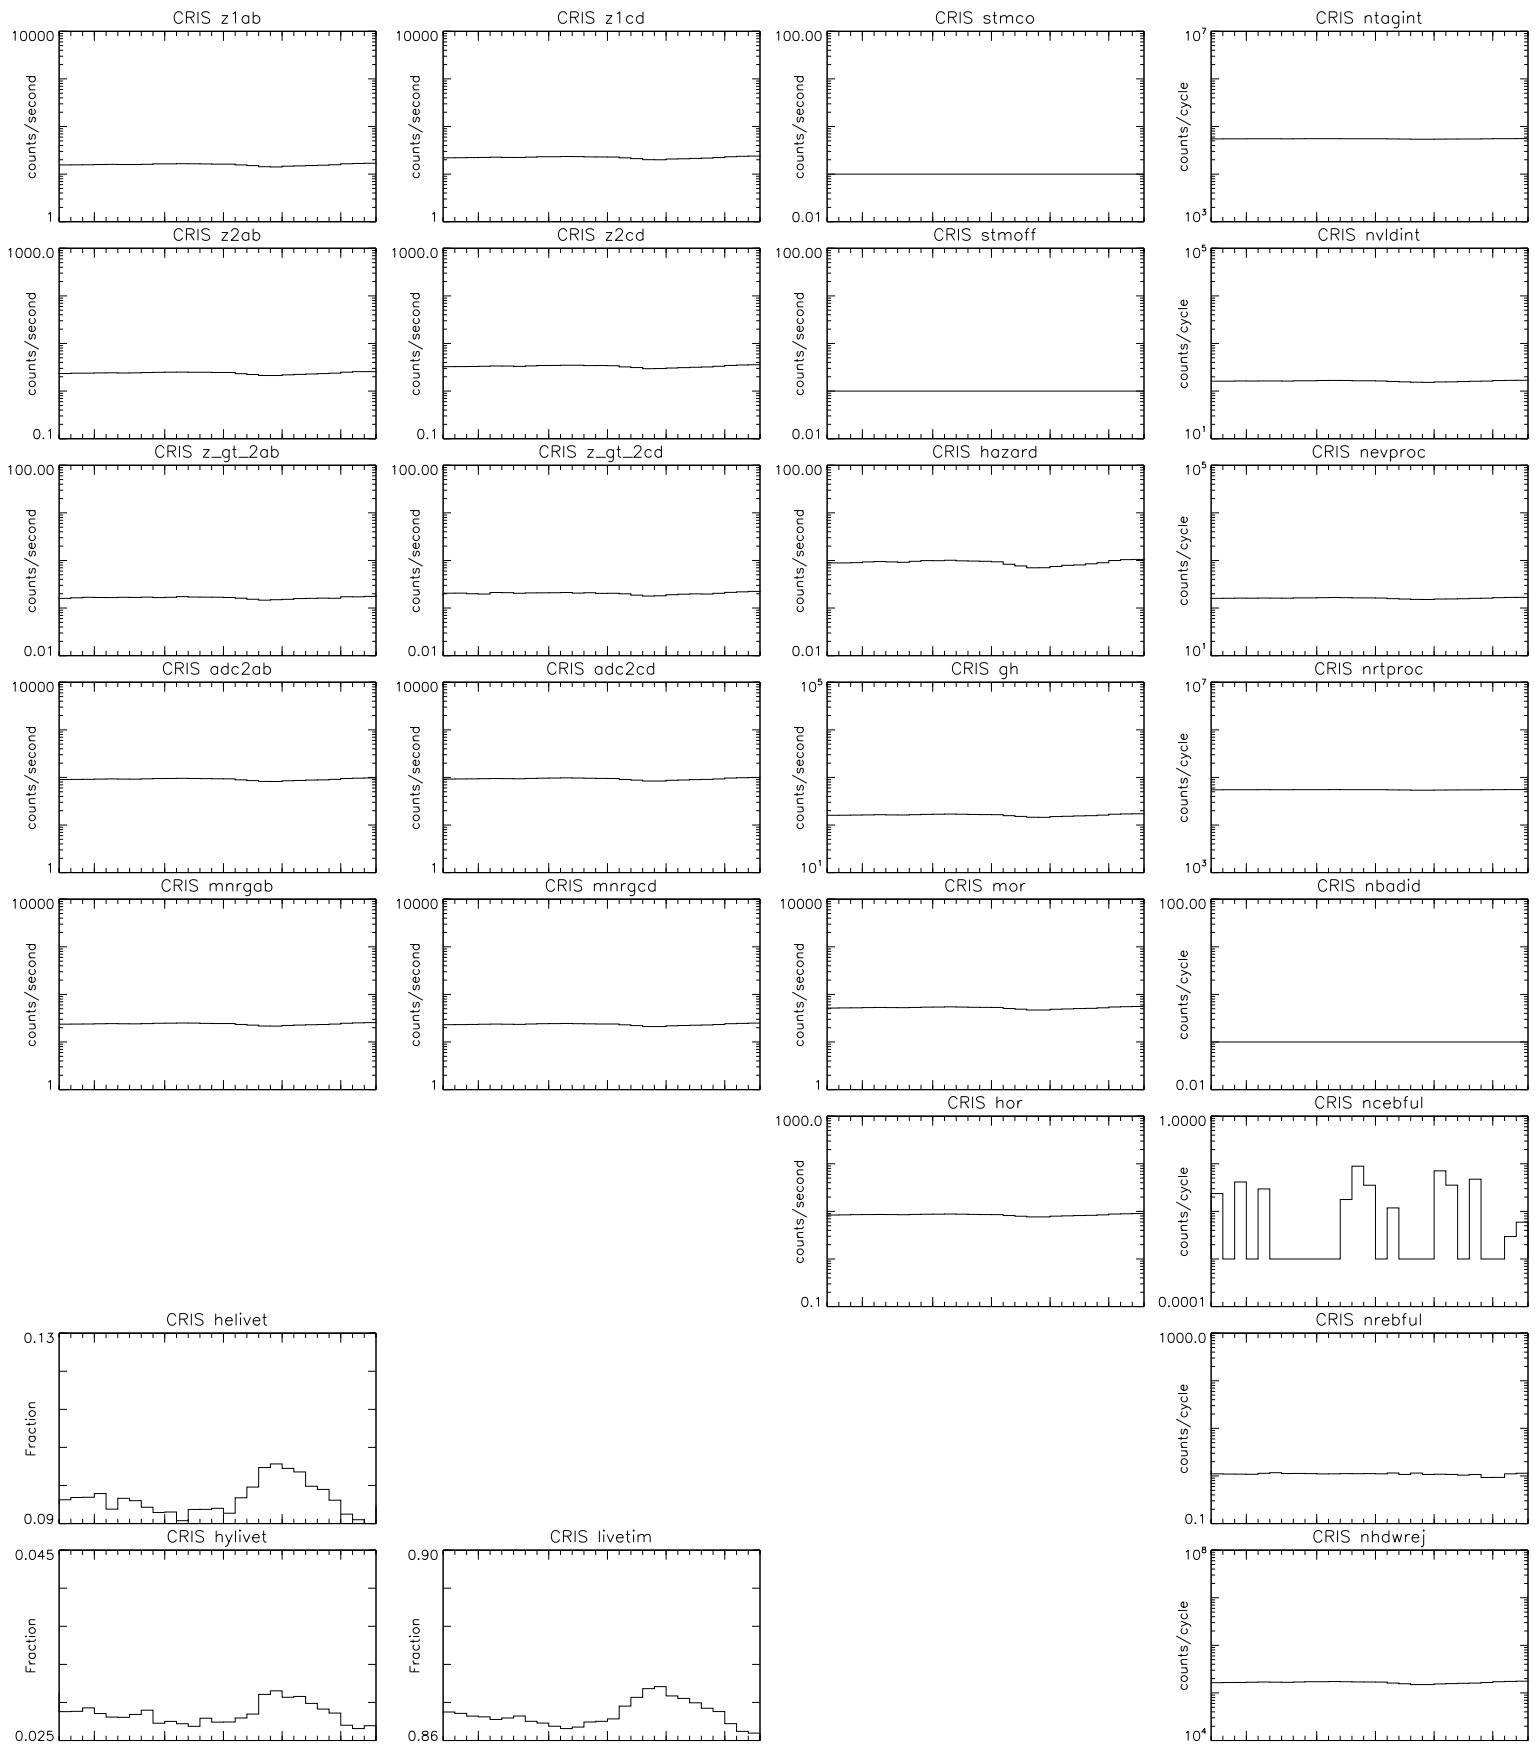 CRIS z1ab
10000
counts/second
1
CRIS z1cd
10000
counts/second
1
CRIS stmco
100.00
counts/second
0.01
CRIS ntagint
10⁷
counts/cycle
10³
CRIS z2ab
1000.0
counts/second
0.1
CRIS z2cd
1000.0
counts/second
0.1
CRIS stmoff
100.00
counts/second
0.01
CRIS nvldint
10⁵
counts/cycle
10¹
CRIS z_gt_2ab
100.00
counts/second
0.01
CRIS z_gt_2cd
100.00
counts/second
0.01
CRIS hazard
100.00
counts/second
0.01
CRIS nevproc
10⁵
counts/cycle
10¹
CRIS adc2ab
10000
counts/second
1
CRIS adc2cd
10000
counts/second
1
CRIS gh
10⁵
counts/second
10¹
CRIS nrtproc
10⁷
counts/cycle
10³
CRIS mnrgab
10000
counts/second
1
CRIS mnrgcd
10000
counts/second
1
CRIS mor
10000
counts/second
1
CRIS nbadid
100.00
counts/cycle
0.01
CRIS hor
1000.0
counts/second
0.1
CRIS ncebful
1.0000
counts/cycle
0.0001
CRIS helivet
0.13
Fraction
0.09
CRIS nrebful
1000.0
counts/cycle
0.1
CRIS hylivet
0.045
Fraction
0.025
CRIS livetim
0.90
Fraction
0.86
CRIS nhdwrej
10⁸
counts/cycle
10⁴